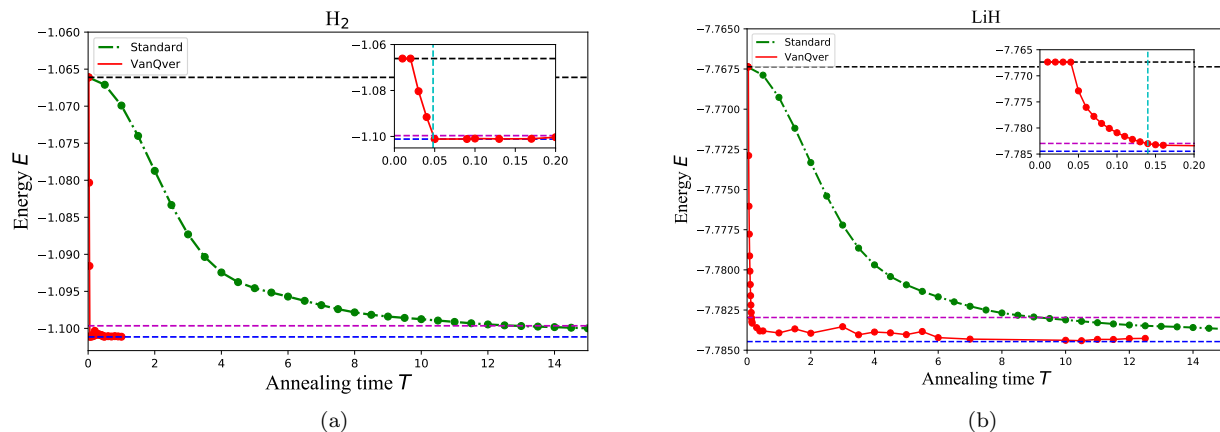 H2
−1.060
−1.065
−1.070
−1.075
−1.080
−1.085
−1.090
−1.095
−1.100
Energy E
Standard
VanQver
−1.06
−1.08
−1.10
0.00 0.05 0.10 0.15 0.20
0 2 4 6 8 10 12 14
Annealing time T
(a)
LiH
−7.7650
−7.7675
−7.7700
−7.7725
−7.7750
−7.7775
−7.7800
−7.7825
−7.7850
Energy E
Standard
VanQver
−7.765
−7.770
−7.775
−7.780
−7.785
0.00 0.05 0.10 0.15 0.20
0 2 4 6 8 10 12 14
Annealing time T
(b)